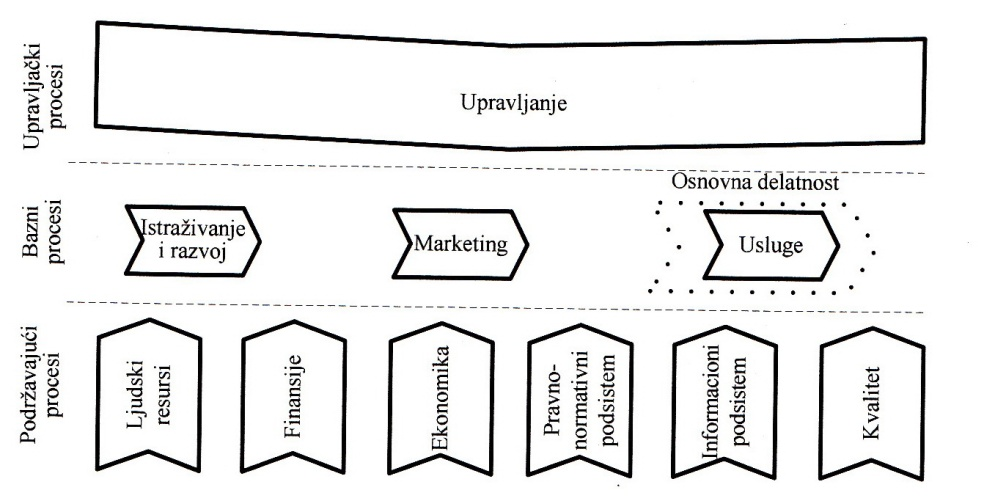 Upravljački
procesi
Upravljanje
Bazni
procesi
Istraživanje
i razvoj
Marketing
Osnovna delatnost
Usluge
Podržavajući
procesi
Ljudski
resursi
Finansije
Ekonomika
Pravno-
normativni
podsistem
Informacioni
podsistem
Kvalitet